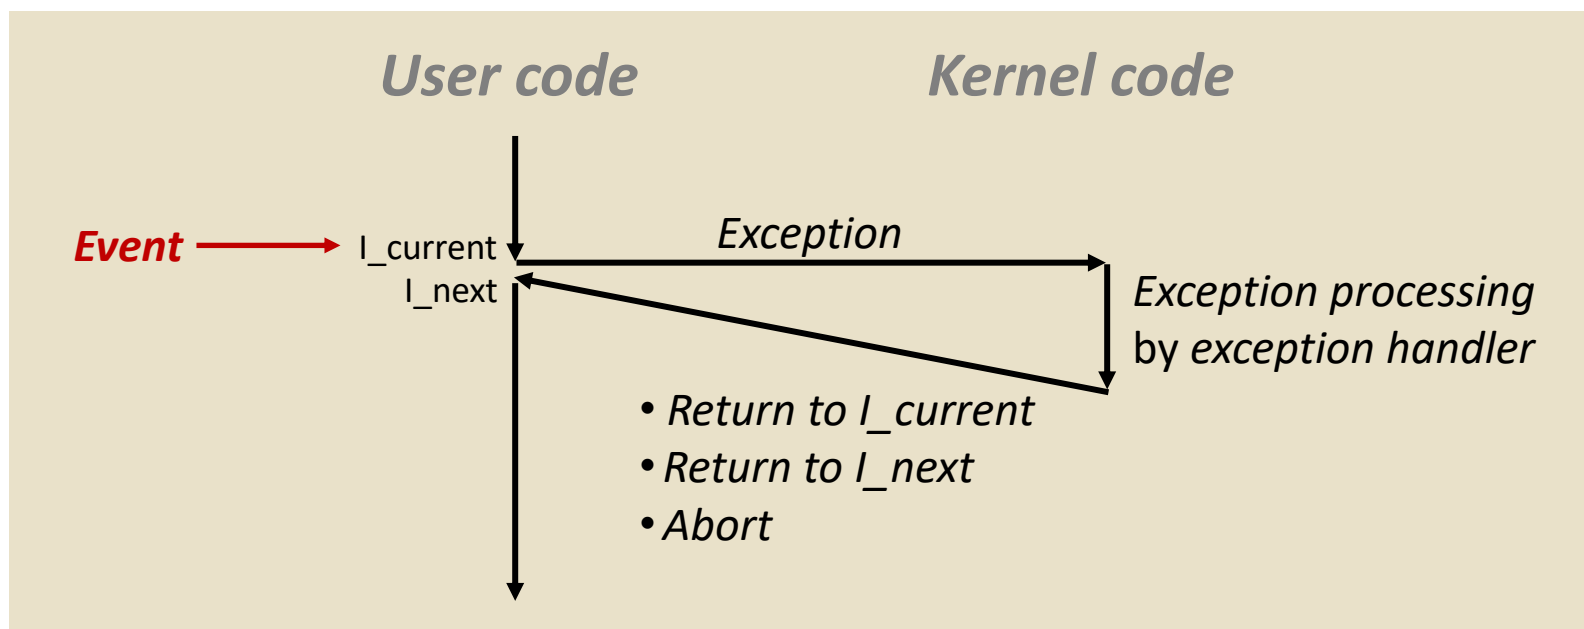 User code
Kernel code
Event
I_current
Exception
I_next
Exception processing
by exception handler
• Return to I_current
• Return to I_next
• Abort